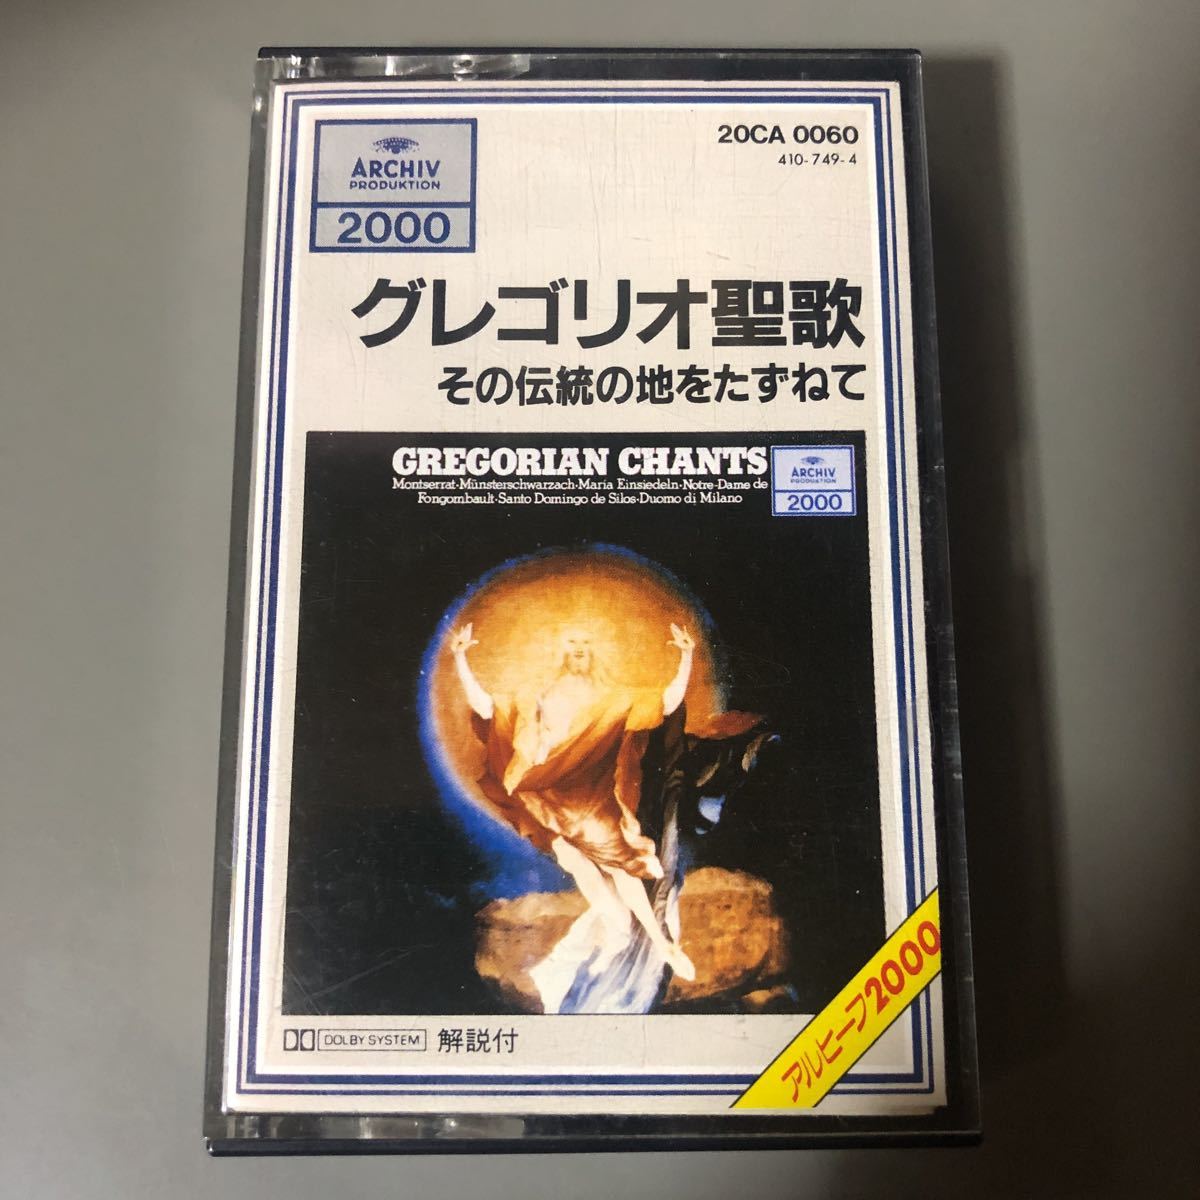 ARCHIV
PRODUKTION
2000
20CA 0060
410-749-4
グレゴリオ聖歌
その伝統の地をたずねて
GREGORIAN CHANTS
Montserrat·Münsterschwarzach·Maria Einsiedeln·Notre-Dame de
Fongombault·Santo Domingo de Silos·Duomo di Milano
ARCHIV
PRODUKTION
2000
DOLBY SYSTEM
解説付
アルヒーフ2000